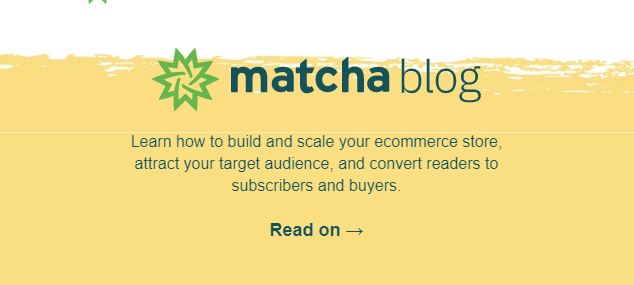 matcha blog
Learn how to build and scale your ecommerce store,
attract your target audience, and convert readers to
subscribers and buyers.
Read on →